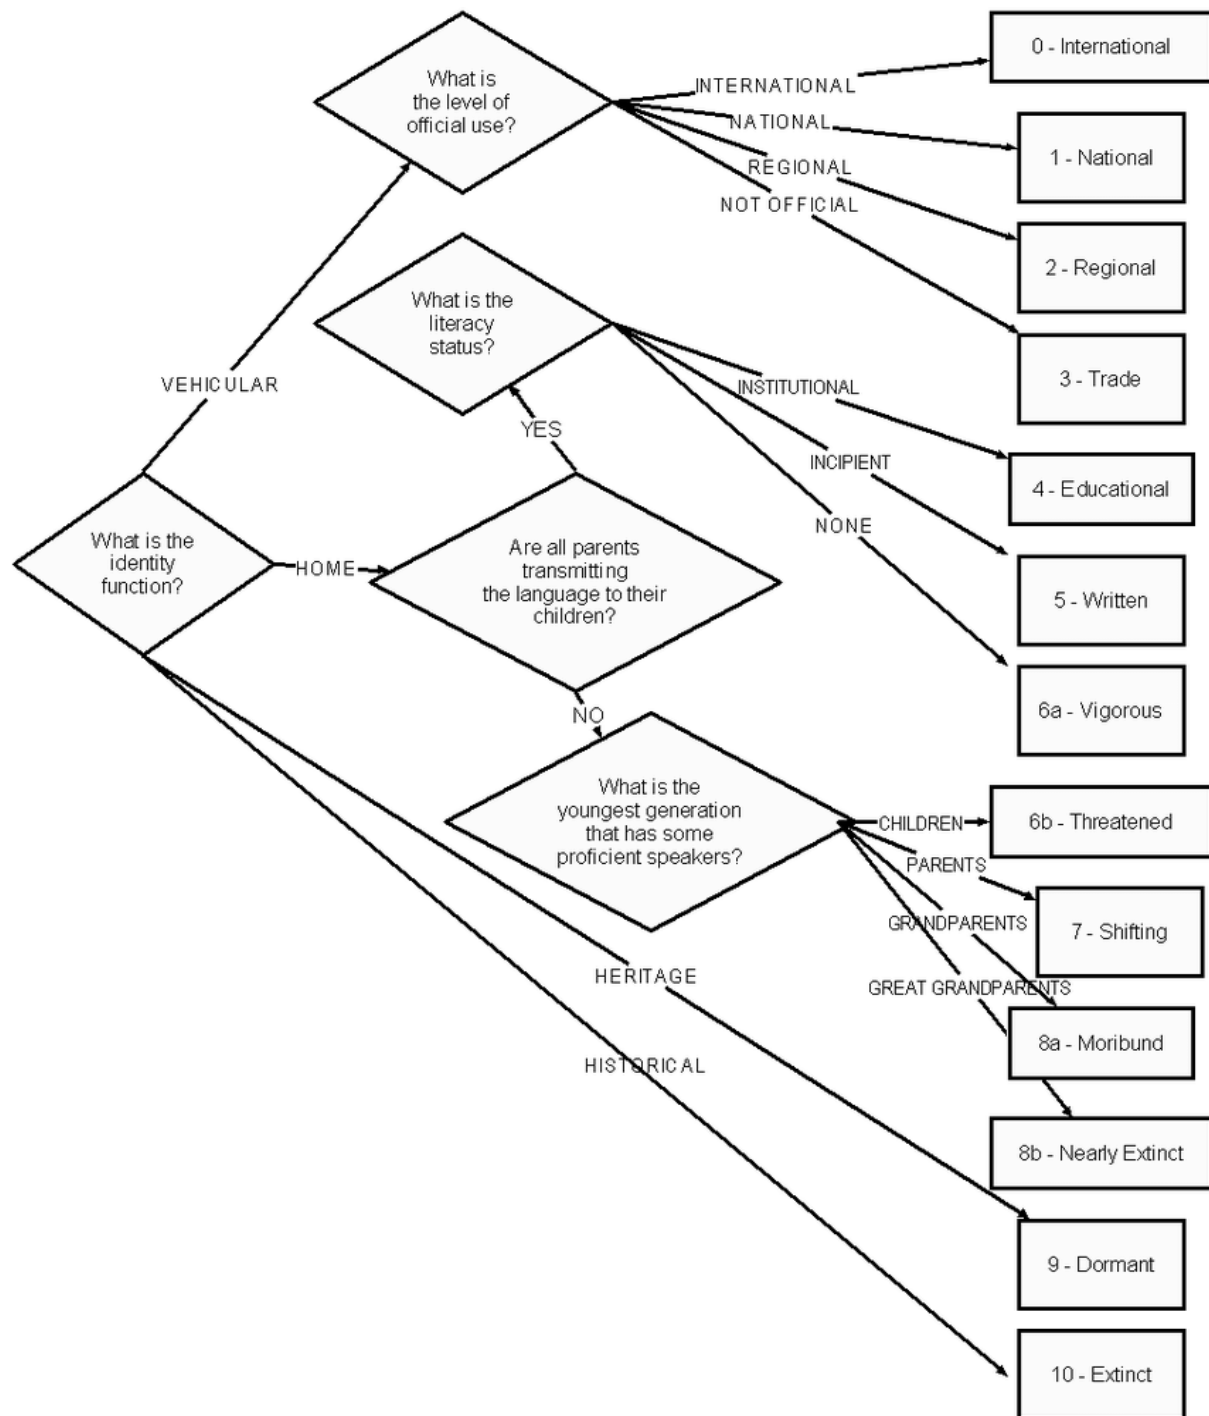 What is
the level of
official use?
INTERNATIONAL
NATIONAL
REGIONAL
NOT OFFICIAL
0 - International
1 - National
2 - Regional
3 - Trade
What is the
literacy
status?
VEHICULAR
YES
INSTITUTIONAL
INCIPIENT
NONE
4 - Educational
5 - Written
6a - Vigorous
What is the
identity
function?
HOME
Are all parents
transmitting
the language to their
children?
NO
What is the
youngest generation
that has some
proficient speakers?
CHILDREN
PARENTS
GRANDPARENTS
GREAT GRANDPARENTS
6b - Threatened
7 - Shifting
8a - Moribund
8b - Nearly Extinct
HERITAGE
HISTORICAL
9 - Dormant
10 - Extinct